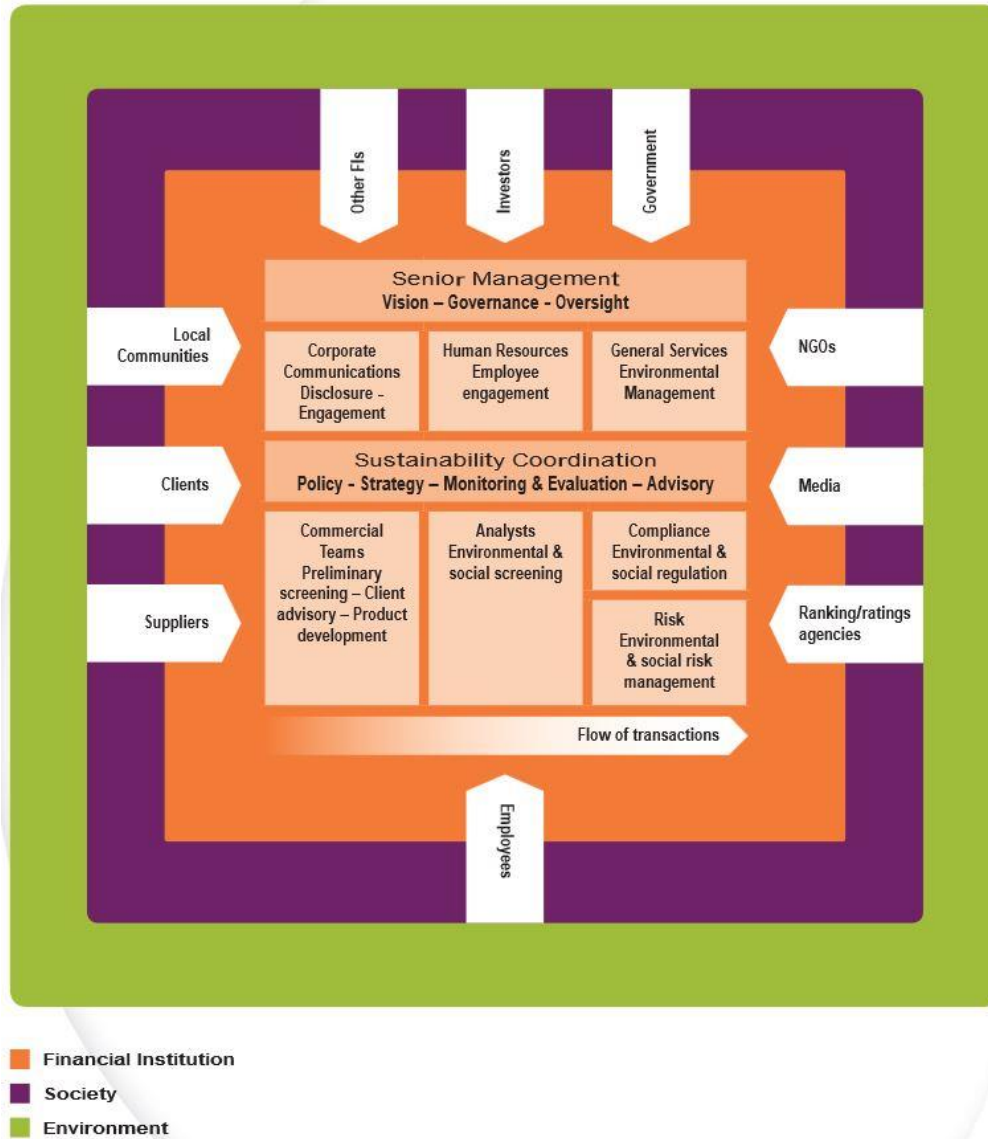 Other FIs
Investors
Government
Senior Management
Vision – Governance - Oversight
Local
Communities
Corporate
Communications
Disclosure -
Engagement
Human Resources
Employee
engagement
General Services
Environmental
Management
NGOs
Sustainability Coordination
Policy - Strategy – Monitoring & Evaluation – Advisory
Clients
Media
Commercial
Teams
Preliminary
screening – Client
advisory – Product
development
Analysts
Environmental &
social screening
Compliance
Environmental &
social regulation
Risk
Environmental
& social risk
management
Suppliers
Ranking/ratings
agencies
Flow of transactions
Employees
Financial Institution
Society
Environment